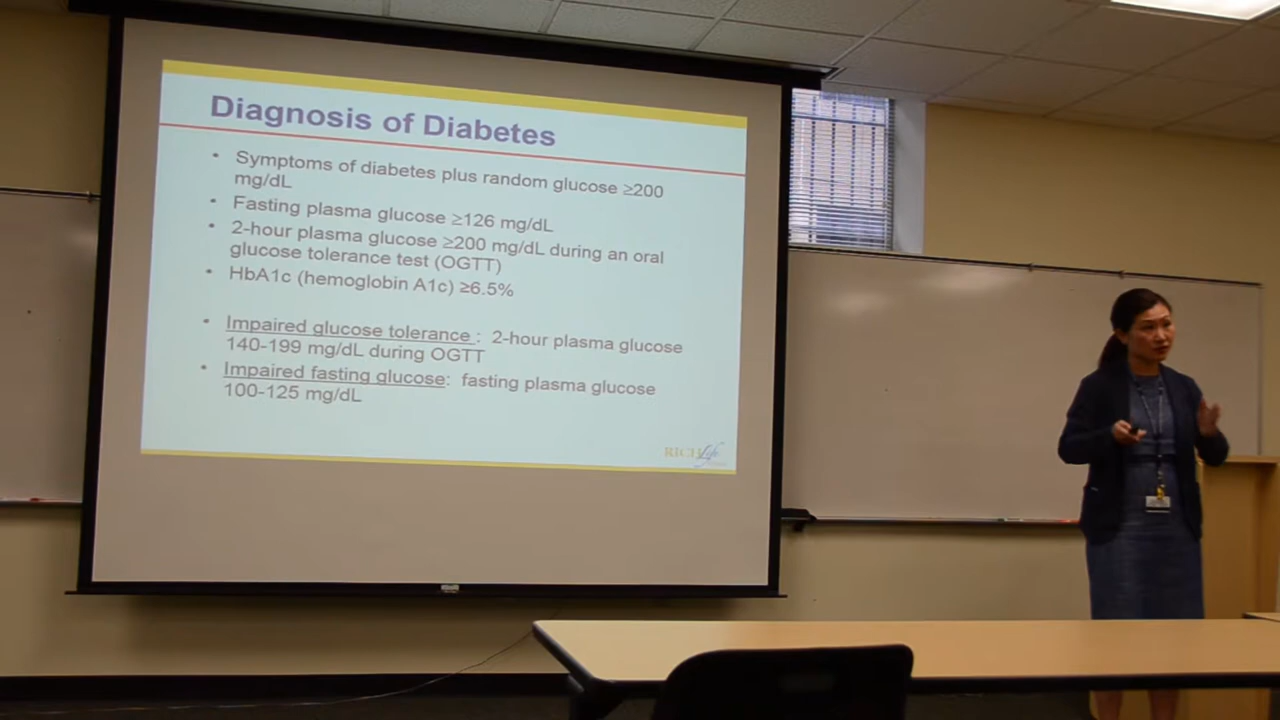 Diagnosis of Diabetes
• Symptoms of diabetes plus random glucose ≥200
mg/dL
• Fasting plasma glucose ≥126 mg/dL
• 2-hour plasma glucose ≥200 mg/dL during an oral
glucose tolerance test (OGTT)
• HbA1c (hemoglobin A1c) ≥6.5%
• Impaired glucose tolerance : 2-hour plasma glucose
140-199 mg/dL during OGTT
• Impaired fasting glucose: fasting plasma glucose
100-125 mg/dL
RICH Life